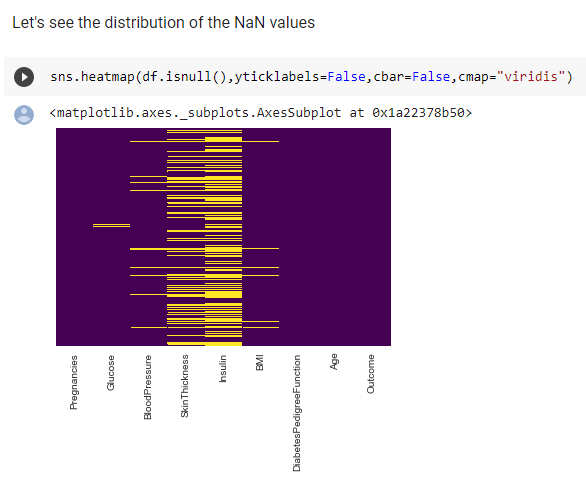 Let's see the distribution of the NaN values
sns.heatmap(df.isnull(),yticklabels=False,cbar=False,cmap="viridis")
<matplotlib.axes._subplots.AxesSubplot at 0x1a22378b50>
Pregnancies
Glucose
BloodPressure
SkinThickness
Insulin
BMI
DiabetesPedigreeFunction
Age
Outcome